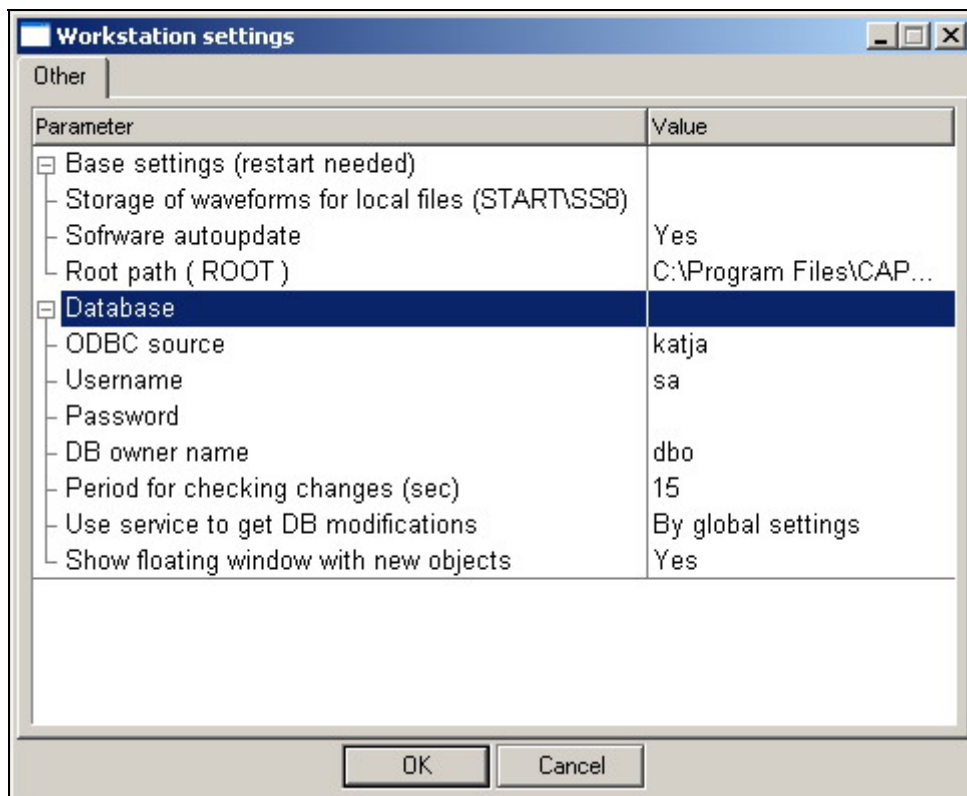 Workstation settings
Other
Parameter Value
Base settings (restart needed)
Storage of waveforms for local files (START\SS8)
Sofrware autoupdate Yes
Root path ( ROOT ) C:\Program Files\CAP...
Database
ODBC source katja
Username sa
Password
DB owner name dbo
Period for checking changes (sec) 15
Use service to get DB modifications By global settings
Show floating window with new objects Yes
OK Cancel